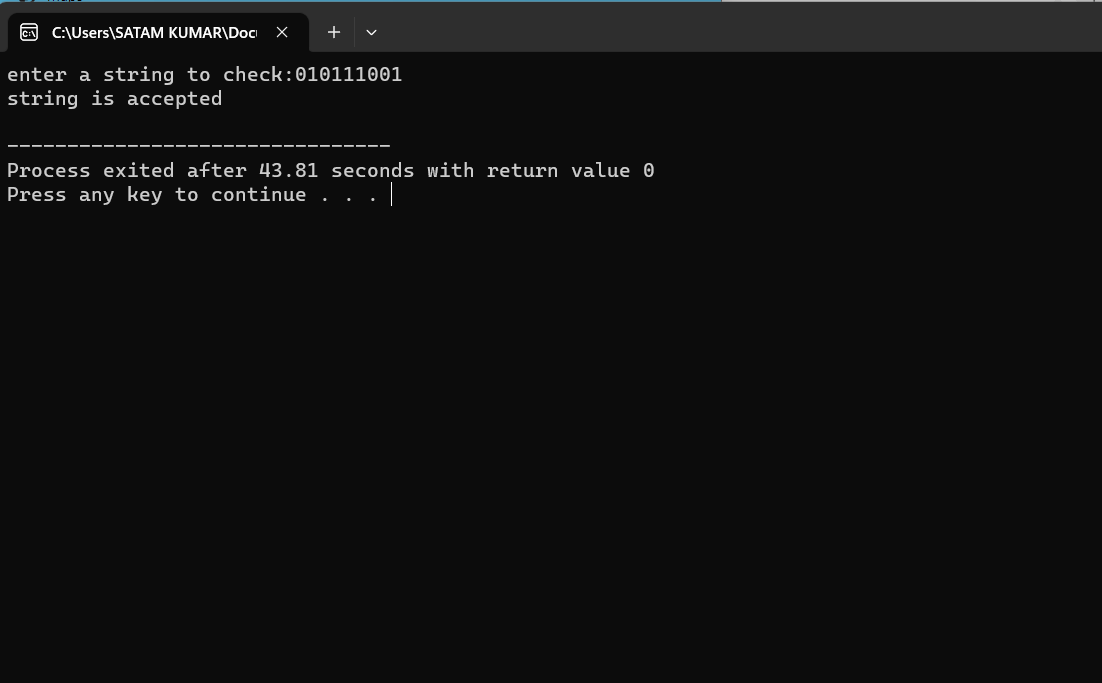 C:\Users\SATAM KUMAR\Doc
enter a string to check:010111001
string is accepted
--------------------------------
Process exited after 43.81 seconds with return value 0
Press any key to continue . . .